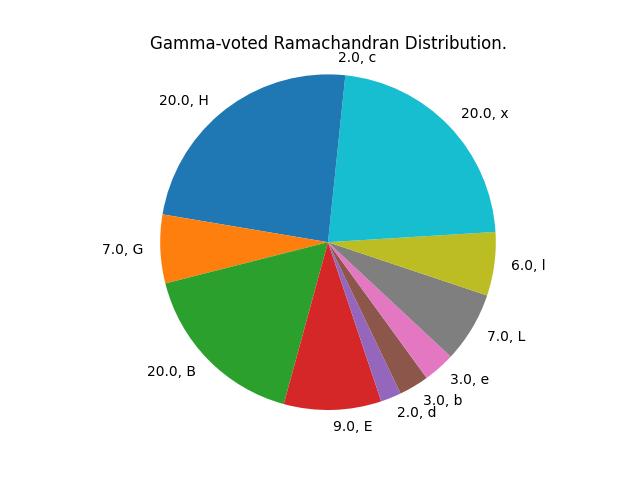 Gamma-voted Ramachandran Distribution.
2.0, c
20.0, H
20.0, x
7.0, G
6.0, l
7.0, L
20.0, B
3.0, e
3.0, b
2.0, d
9.0, E